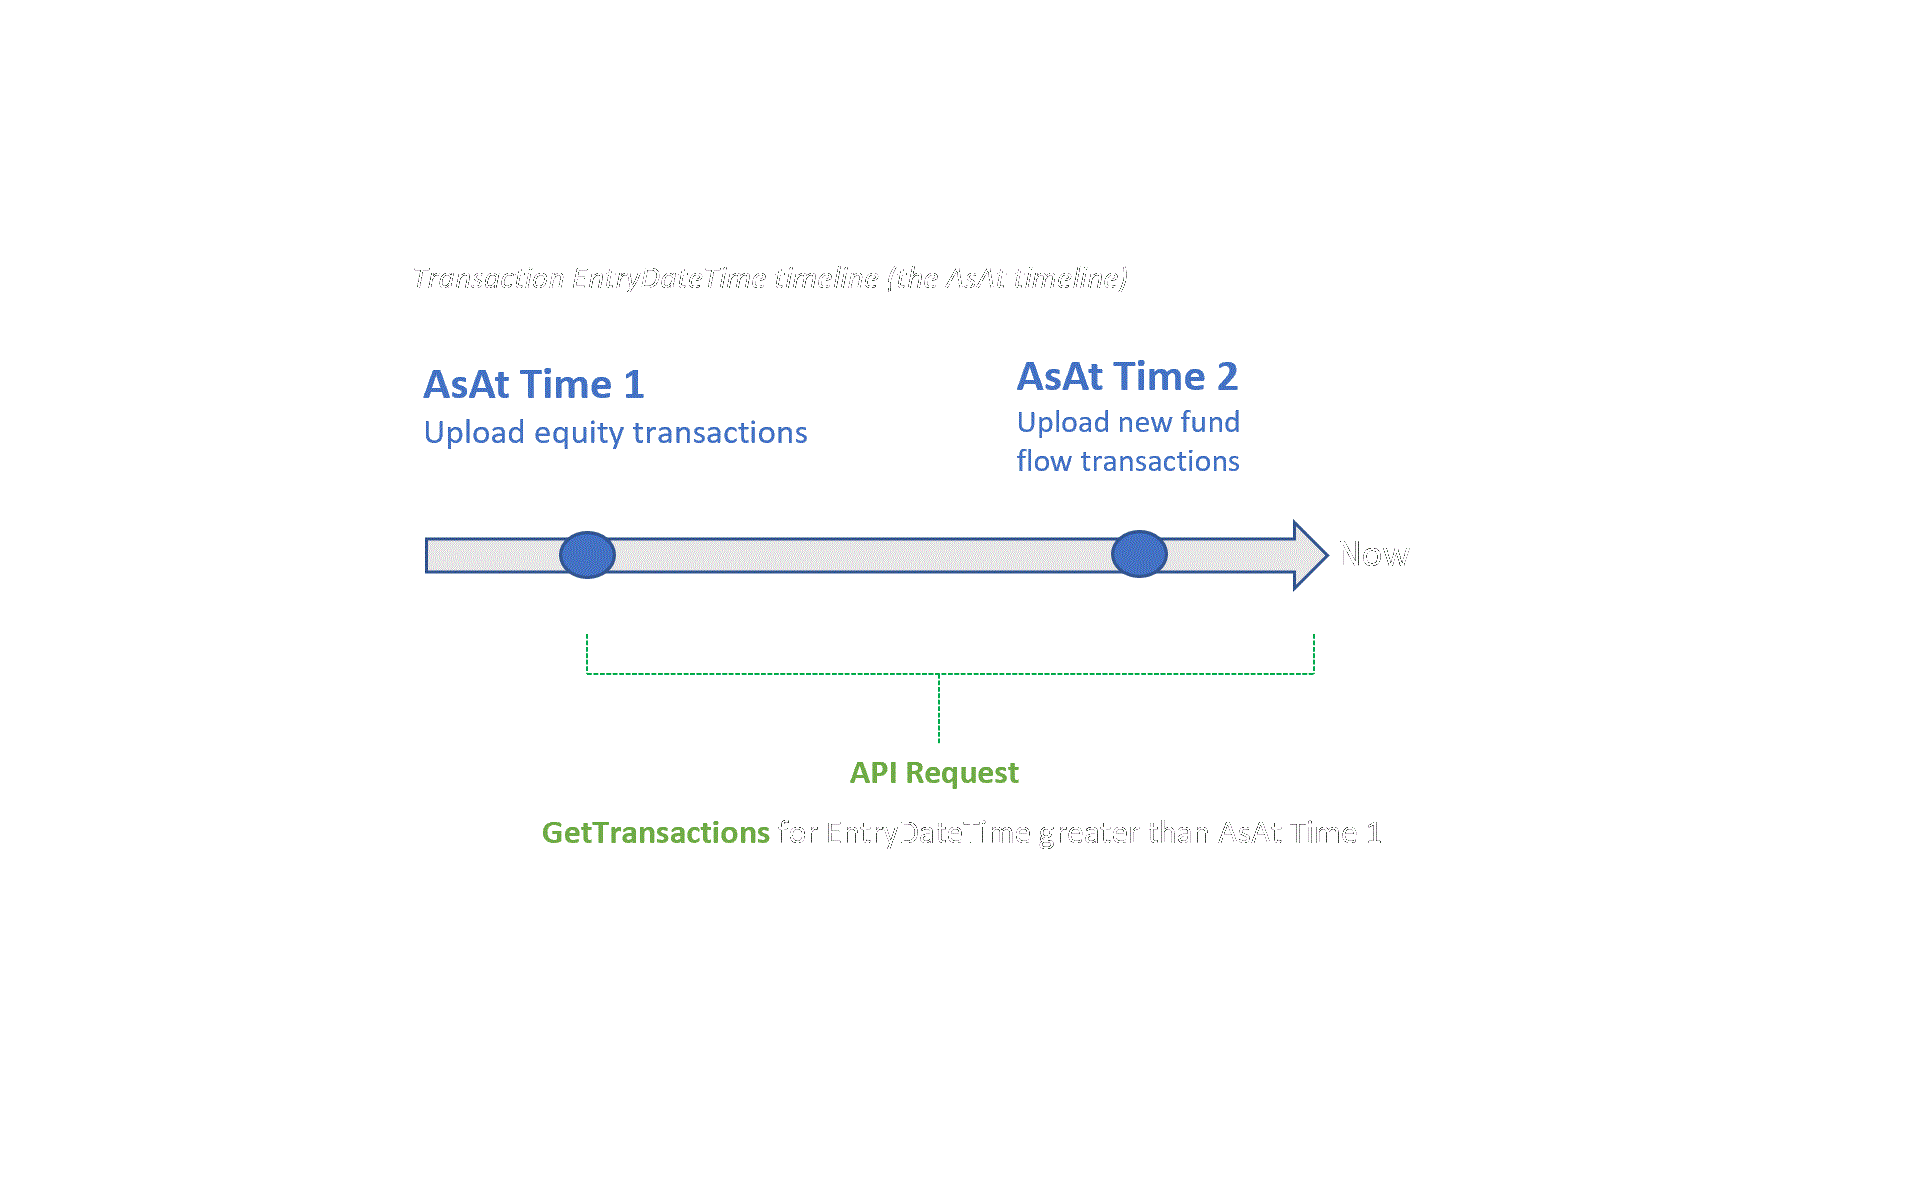 Transaction EntryDateTime timeline (the AsAt timeline)
AsAt Time 1
Upload equity transactions
AsAt Time 2
Upload new fund
flow transactions
Now
API Request
GetTransactions for EntryDateTime greater than AsAt Time 1